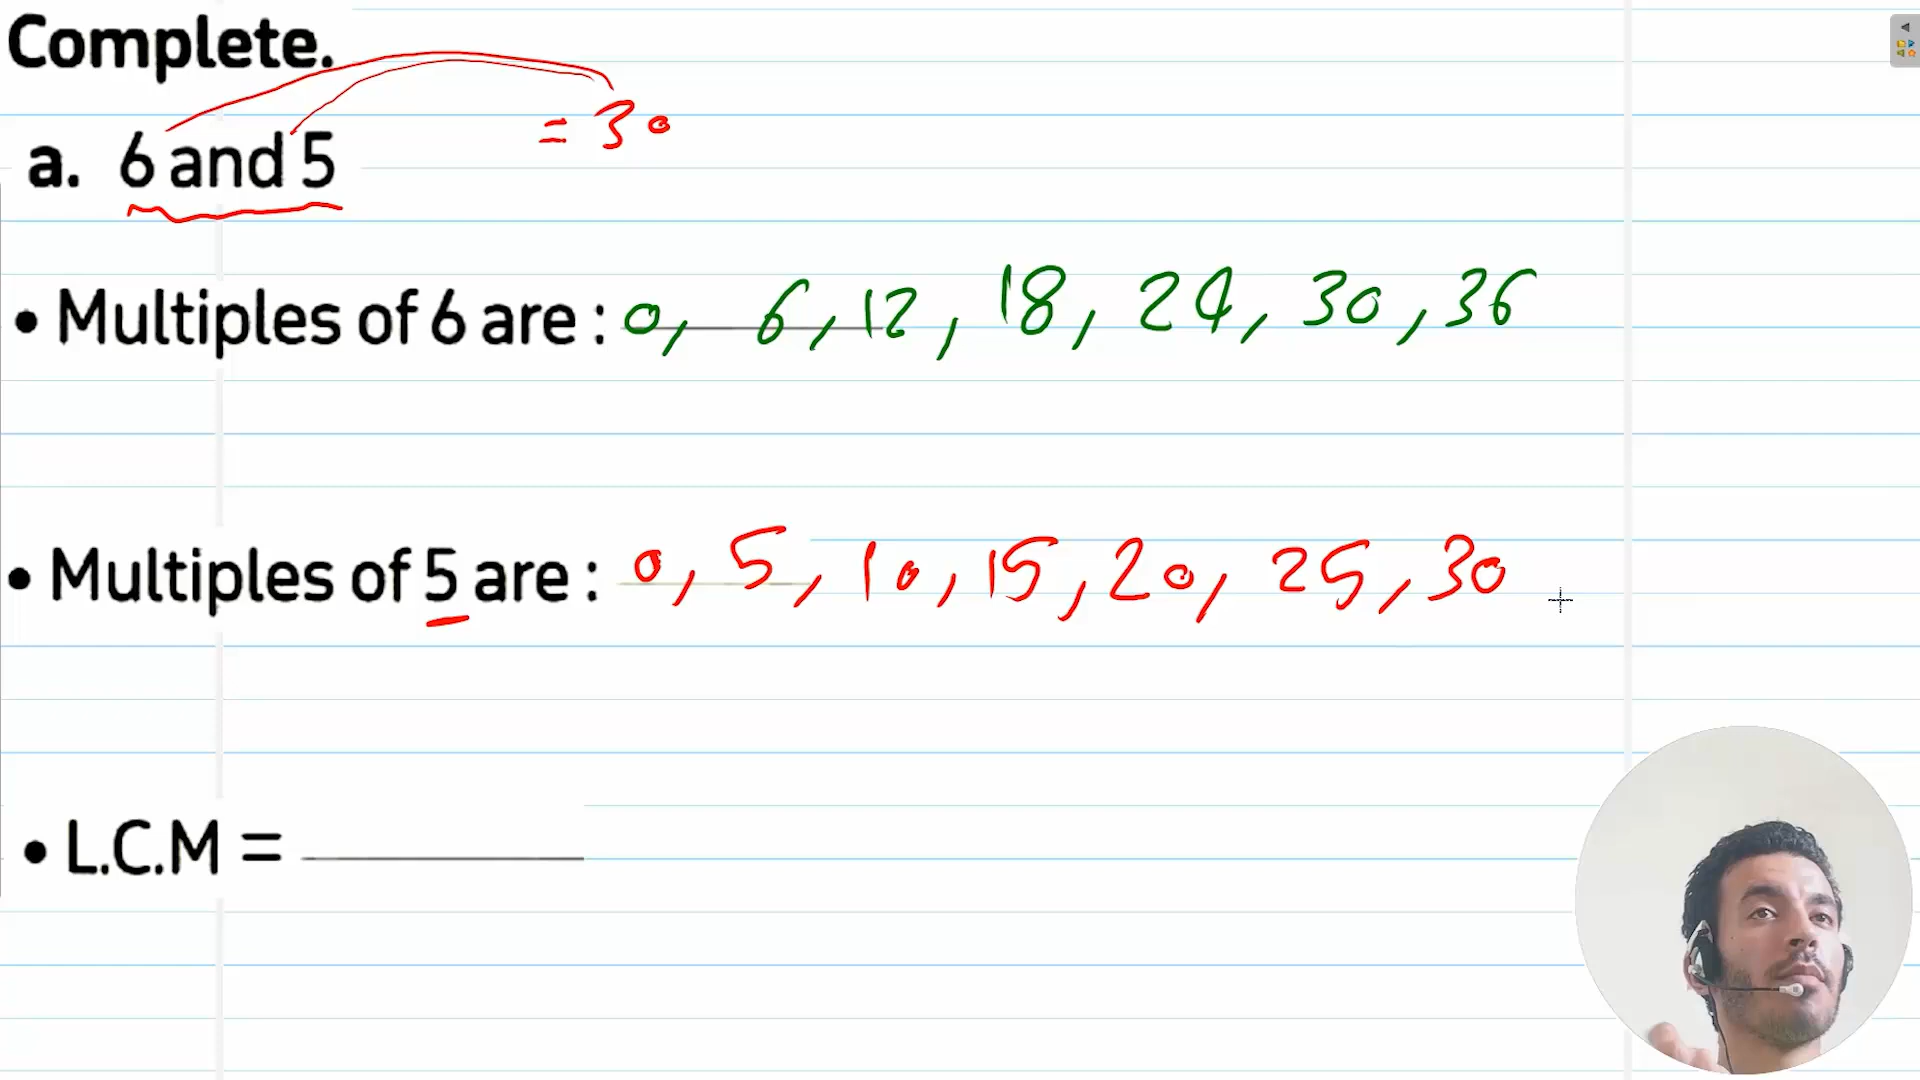 Complete.
= 30
a. 6 and 5
• Multiples of 6 are : 0, 6, 12, 18, 24, 30, 36
• Multiples of 5 are : 0, 5, 10, 15, 20, 25, 30
• L.C.M =